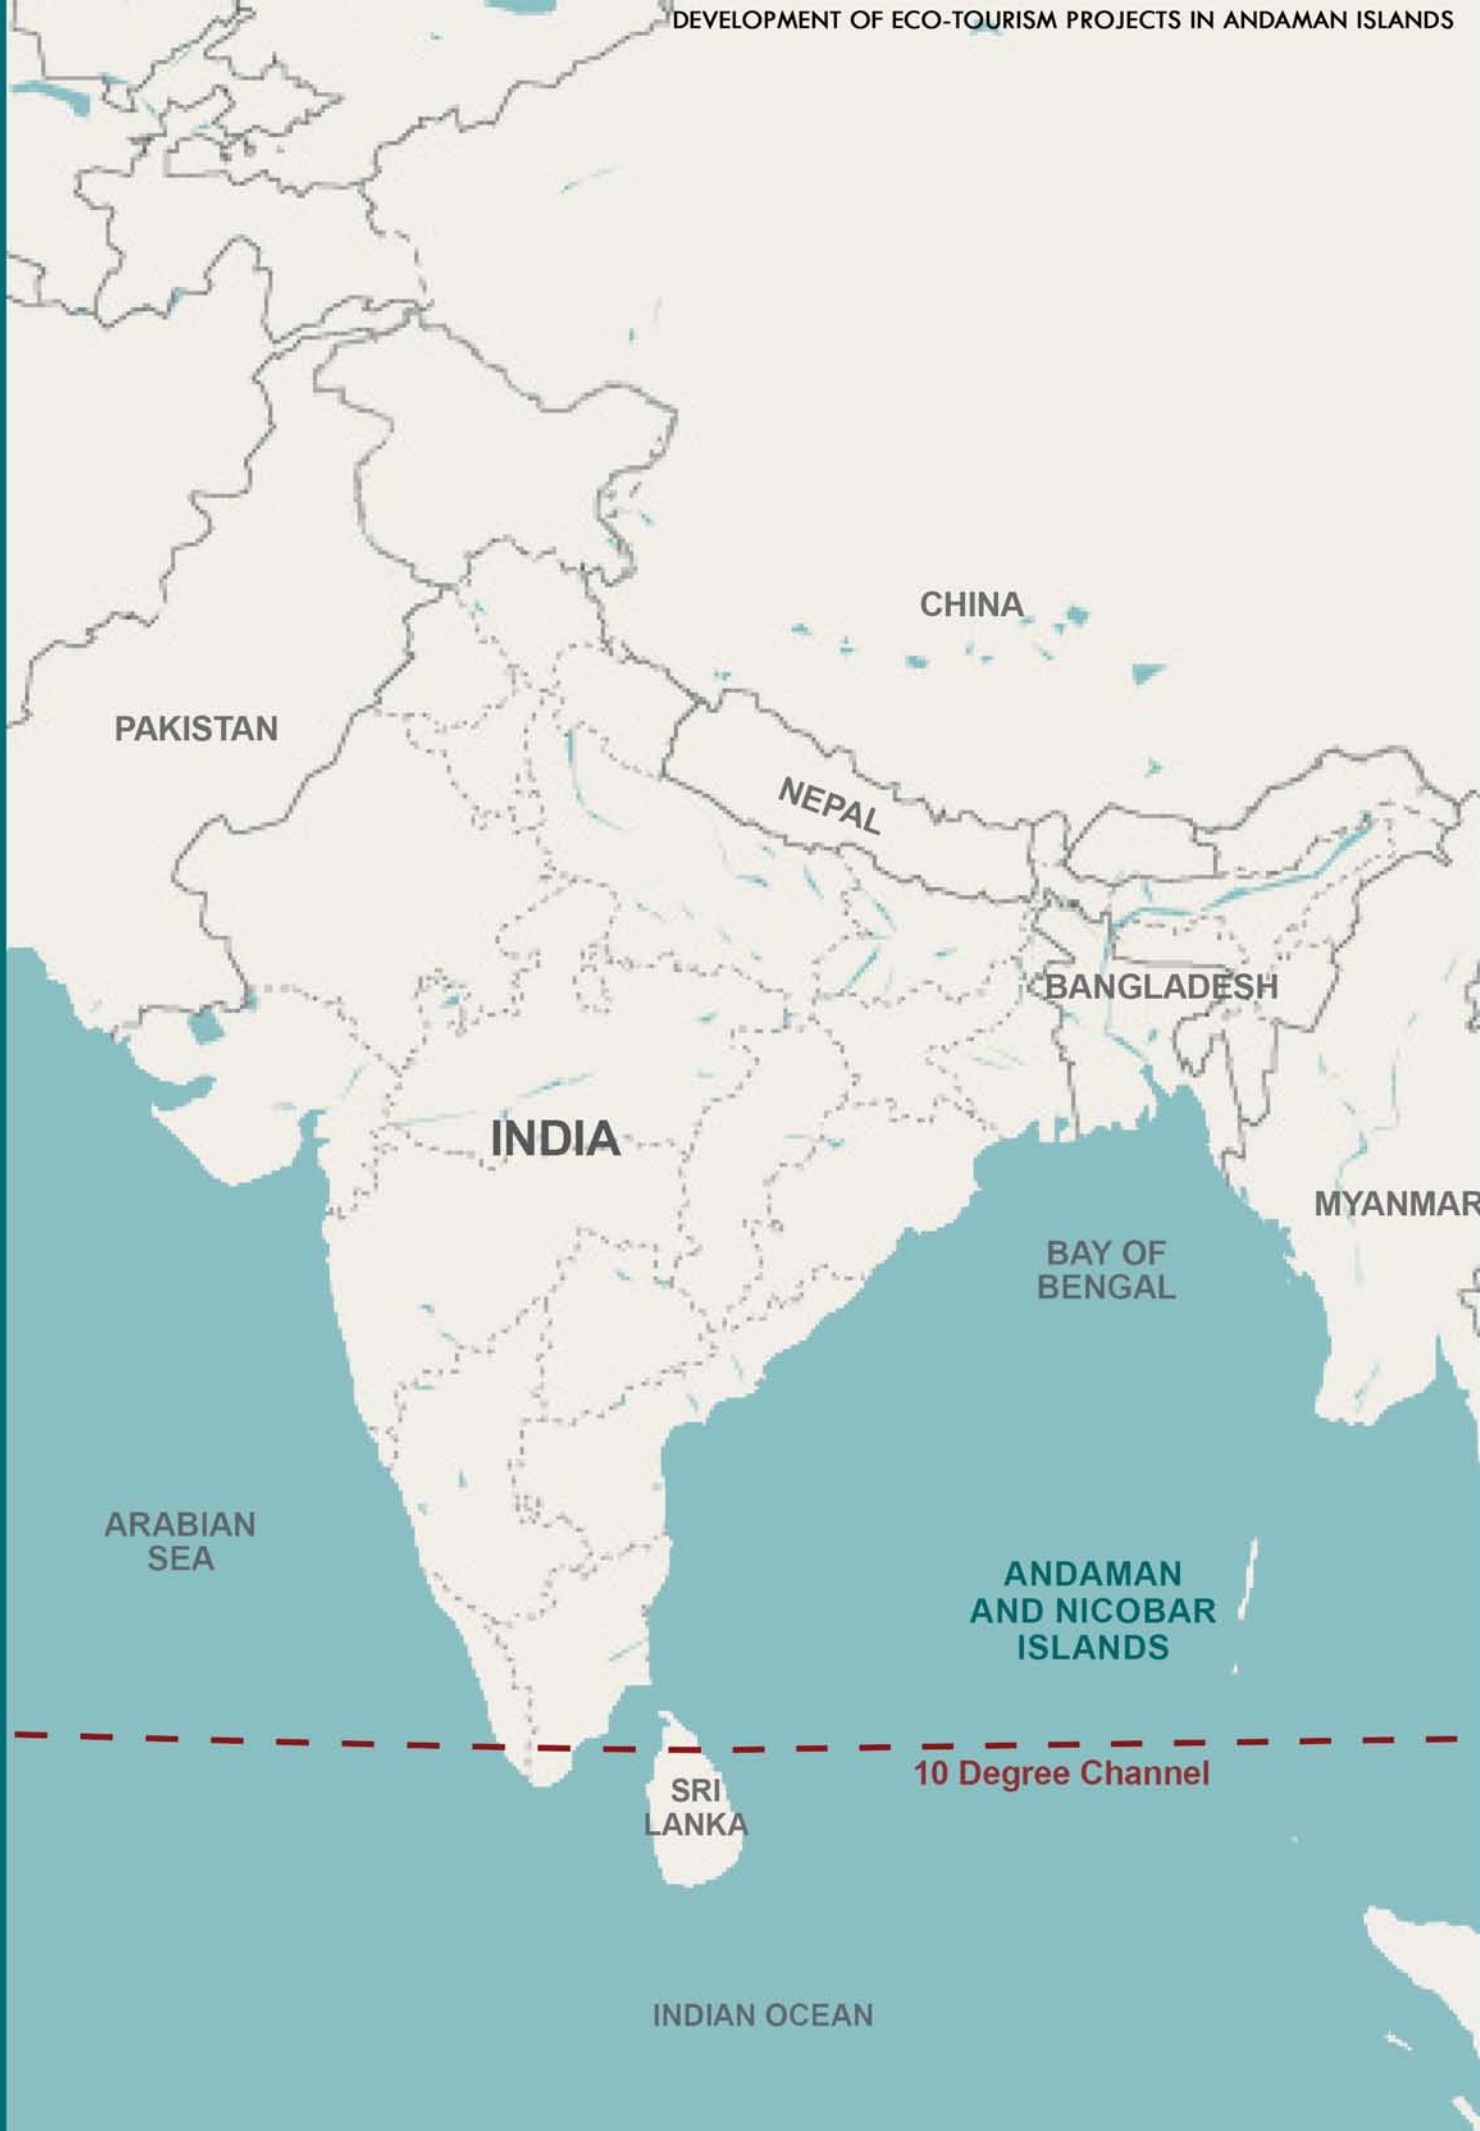 DEVELOPMENT OF ECO-TOURISM PROJECTS IN ANDAMAN ISLANDS
CHINA
PAKISTAN
NEPAL
BANGLADESH
INDIA
MYANMAR
BAY OF
BENGAL
ARABIAN
SEA
ANDAMAN
AND NICOBAR
ISLANDS
10 Degree Channel
SRI
LANKA
INDIAN OCEAN